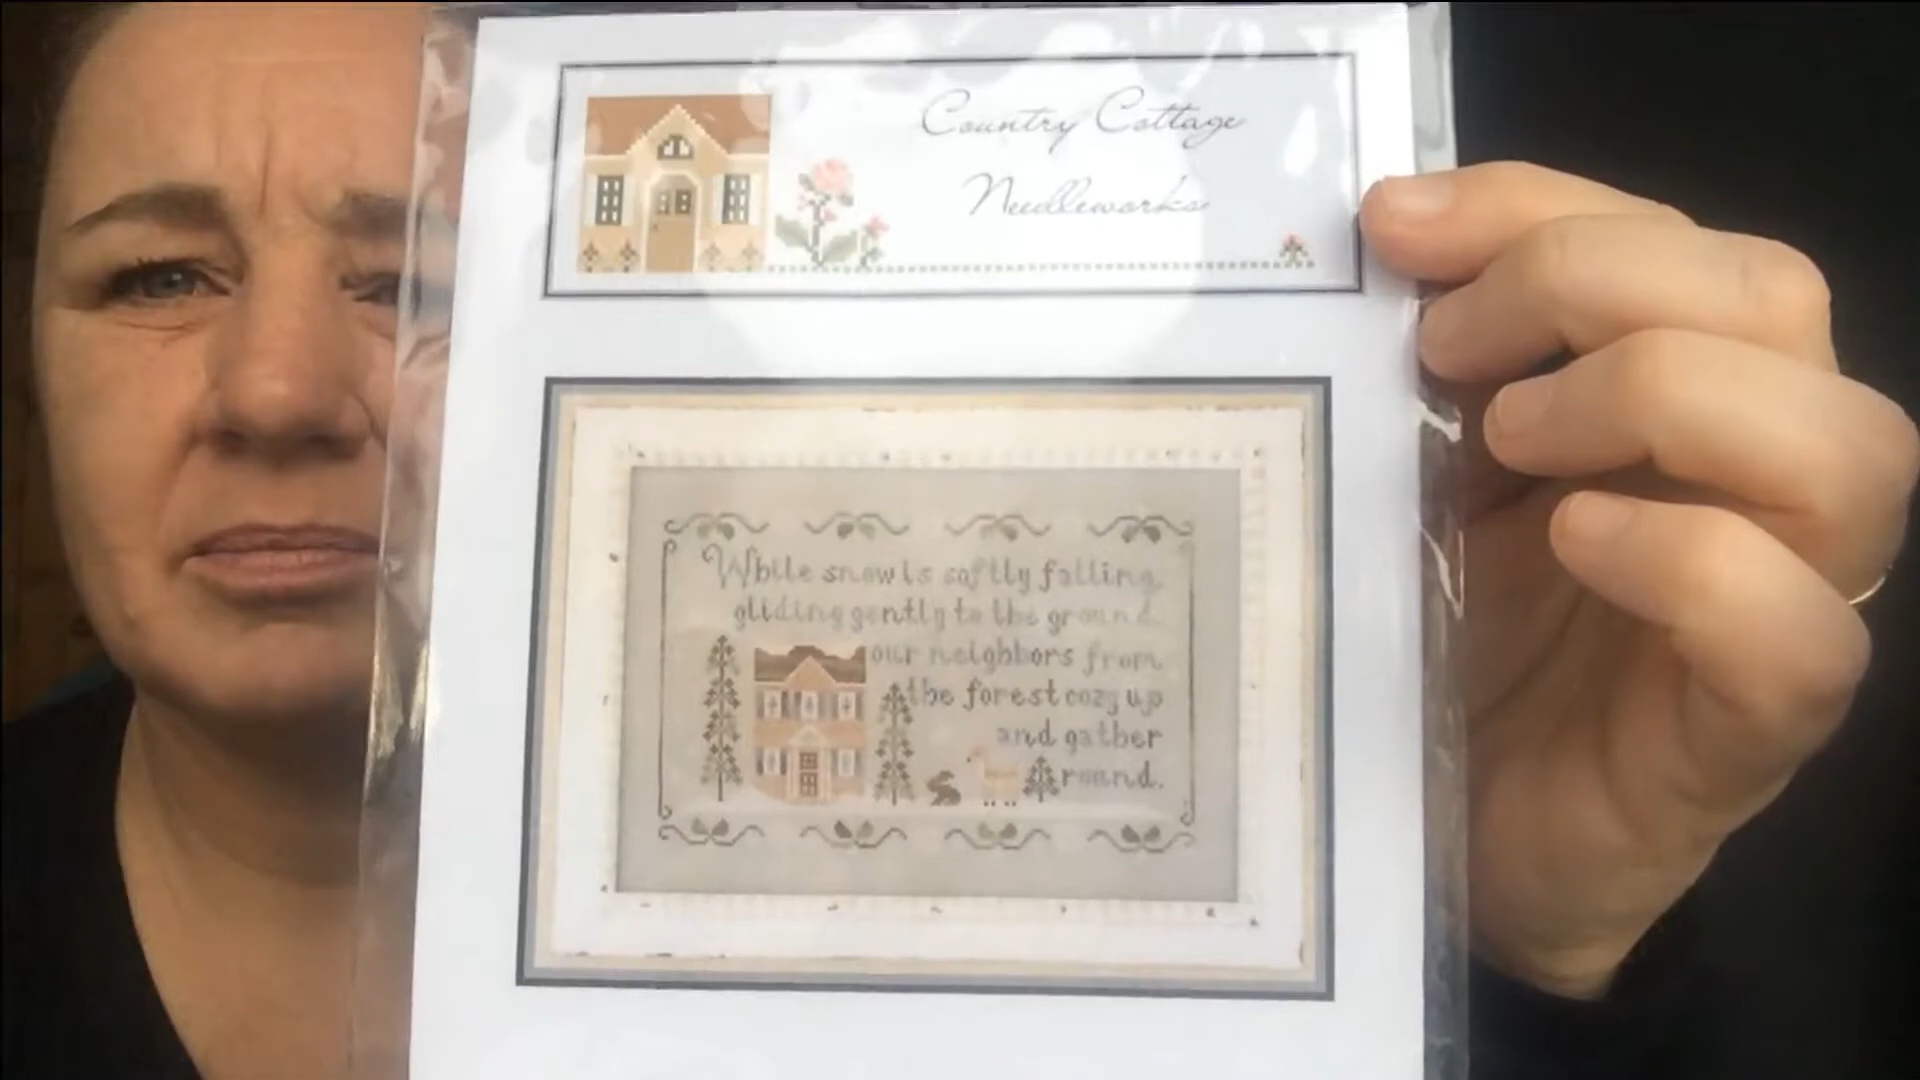 Country Cottage
Needleworks
While snow is softly falling,
gliding gently to the ground.
our neighbors from
the forest cozy up
and gather
round.